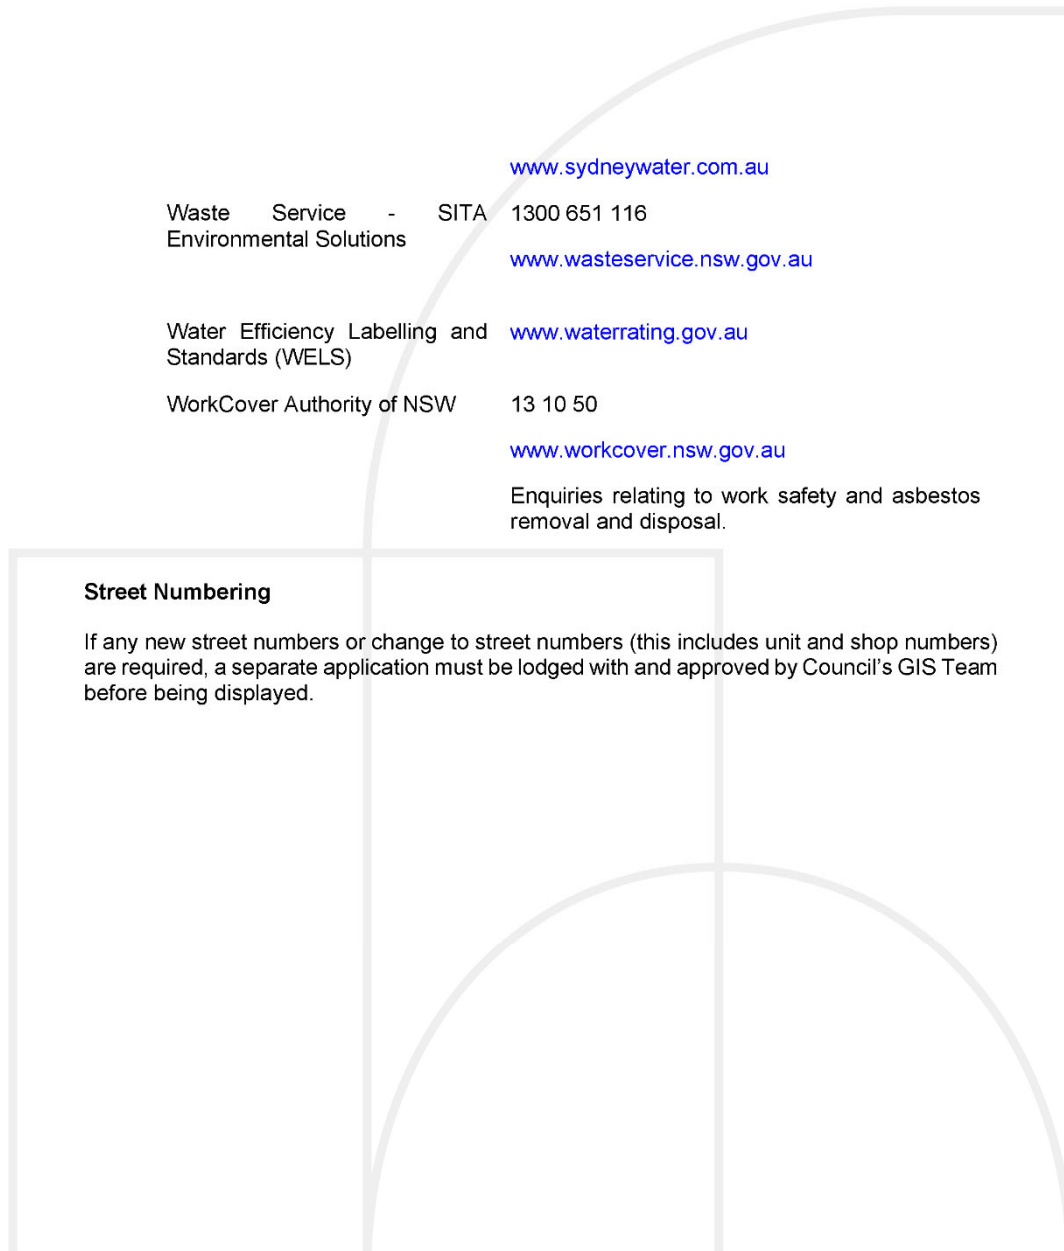 www.sydneywater.com.au
Waste Service - SITA 1300 651 116
Environmental Solutions
www.wasteservice.nsw.gov.au
Water Efficiency Labelling and www.waterrating.gov.au
Standards (WELS)
WorkCover Authority of NSW 13 10 50
www.workcover.nsw.gov.au
Enquiries relating to work safety and asbestos
removal and disposal.
Street Numbering
If any new street numbers or change to street numbers (this includes unit and shop numbers)
are required, a separate application must be lodged with and approved by Council’s GIS Team
before being displayed.